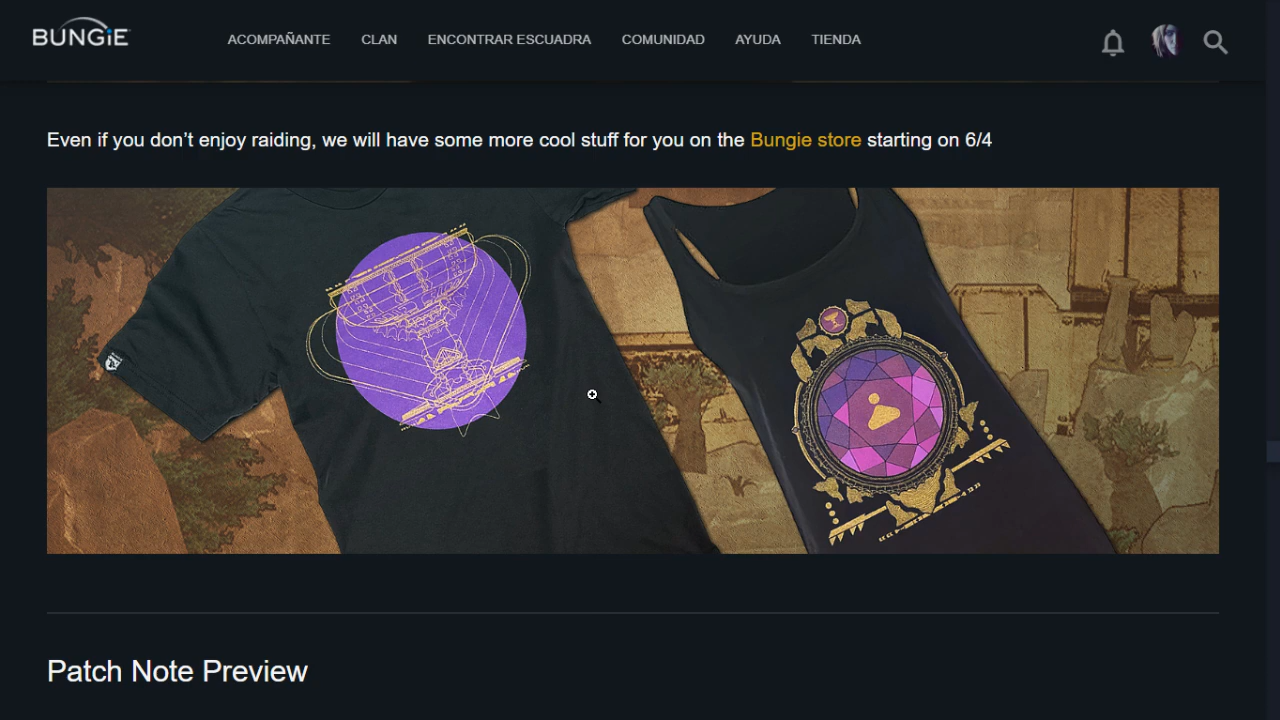 BUNGiE
ACOMPAÑANTE CLAN ENCONTRAR ESCUADRA COMUNIDAD AYUDA TIENDA
Even if you don’t enjoy raiding, we will have some more cool stuff for you on the Bungie store starting on 6/4
Patch Note Preview